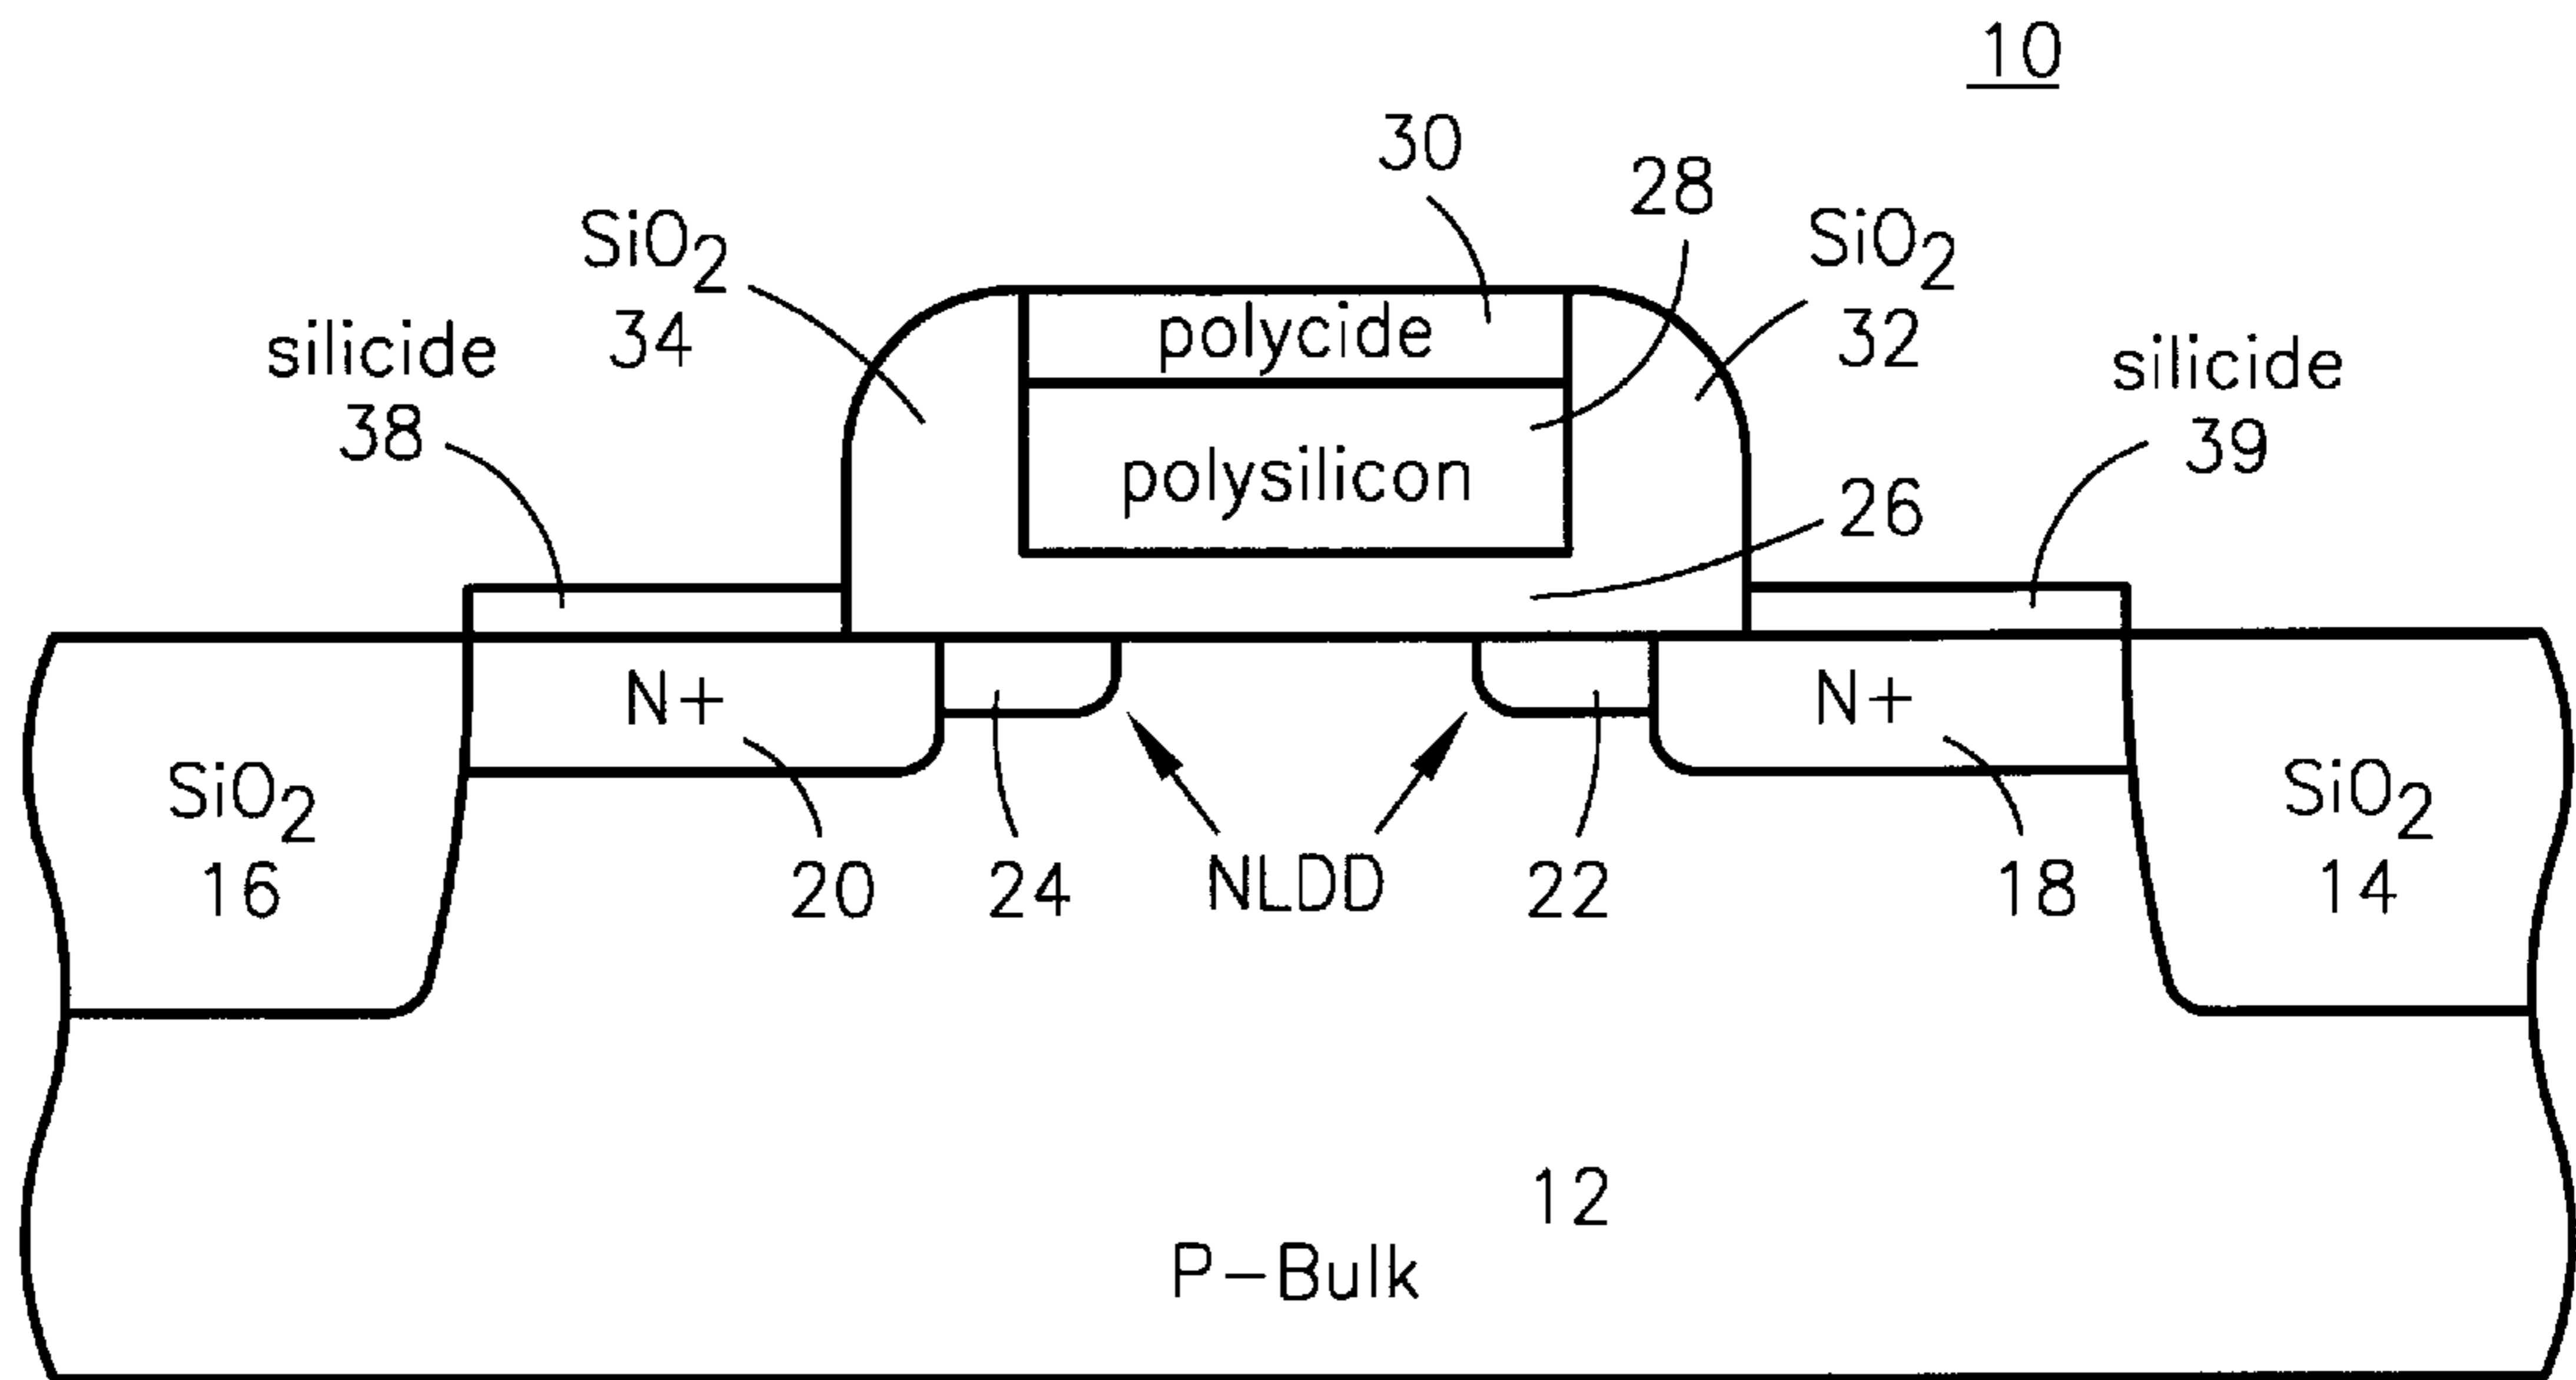 10
30
28
SiO2
34
SiO2
32
silicide
38
silicide
39
polycide
polysilicon
26
N+
N+
SiO2
16
SiO2
14
20
24
NLDD
22
18
12
P-Bulk